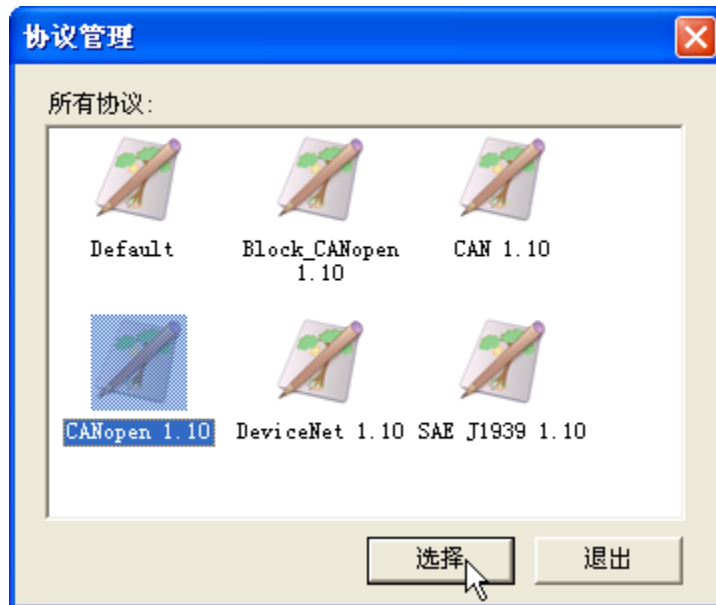 协议管理
所有协议:
Default
Block_CANopen
1.10
CAN 1.10
CANopen 1.10
DeviceNet 1.10
SAE J1939 1.10
选择
退出